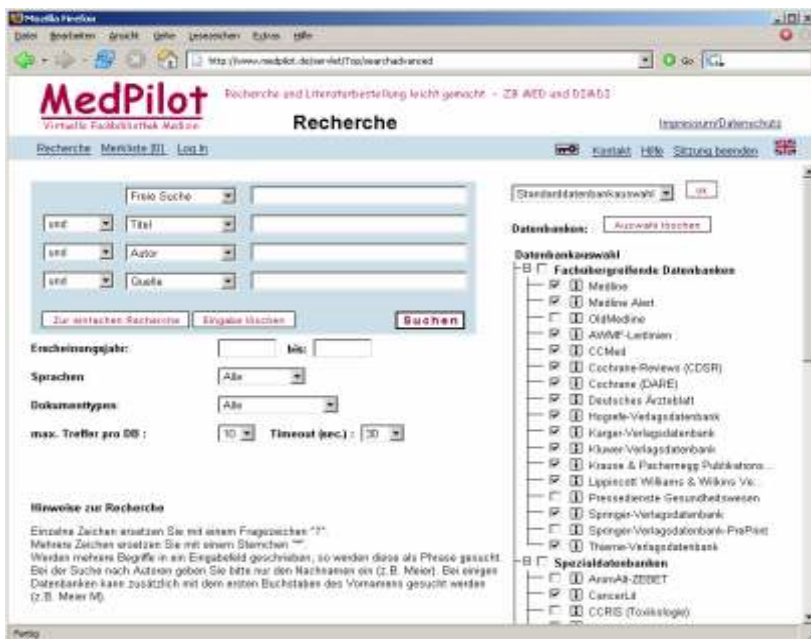 Mozilla Firefox
Datei Bearbeiten Ansicht Gehe Lesezeichen Extras Hilfe
http://www.medpilot.de/servlet/Top/searchadvanced
Go
MedPilot
Virtuelle Fachbibliothek Medizin
Recherche und Literaturbestellung leicht gemacht - ZB MED und DIMDI
Recherche
Impressum/Datenschutz
Recherche Merkliste [0] Log In
Kontakt Hilfe Sitzung beenden
Freie Suche
und Titel
und Autor
und Quelle
Zur einfachen Recherche Eingabe löschen Suchen
Erscheinungsjahr: bis:
Sprachen Alle
Dokumenttypen Alle
max. Treffer pro DB : 10 Timeout (sec.) : 30
Hinweise zur Recherche
Einzelne Zeichen ersetzen Sie mit einem Fragezeichen "?".
Mehrere Zeichen ersetzen Sie mit einem Sternchen "*".
Werden mehrere Begriffe in ein Eingabefeld geschrieben, so werden diese als Phrase gesucht.
Bei der Suche nach Autoren geben Sie bitte nur den Nachnamen ein (z.B. Meier). Bei einigen
Datenbanken kann zusätzlich mit dem ersten Buchstaben des Vornamens gesucht werden
(z.B. Meier M).
Standarddatenbankauswahl ok
Datenbanken: Auswahl löschen
Datenbankauswahl
Fachübergreifende Datenbanken
Medline
Medline Alert
OldMedline
AWMF-Leitlinien
CCMed
Cochrane-Reviews (CDSR)
Cochrane (DARE)
Deutsches Ärzteblatt
Hogrefe-Verlagsdatenbank
Karger-Verlagsdatenbank
Kluwer-Verlagsdatenbank
Krause & Pachernegg Publikations...
Lippincott Williams & Wilkins Ve...
Pressedienste Gesundheitswesen
Springer-Verlagsdatenbank
Springer-Verlagsdatenbank-PrePrint
Thieme-Verlagsdatenbank
Spezialdatenbanken
AnimAlt-ZEBET
CancerLit
CCRIS (Toxikologie)
Fertig